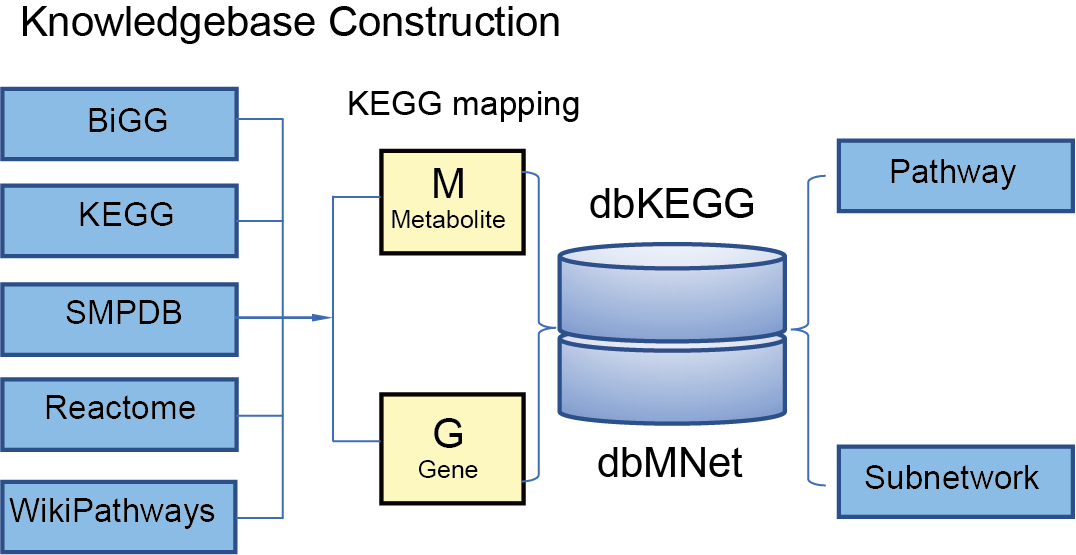 Knowledgebase Construction
BiGG
KEGG
SMPDB
Reactome
WikiPathways
KEGG mapping
M
Metabolite
G
Gene
dbKEGG
dbMNet
Pathway
Subnetwork